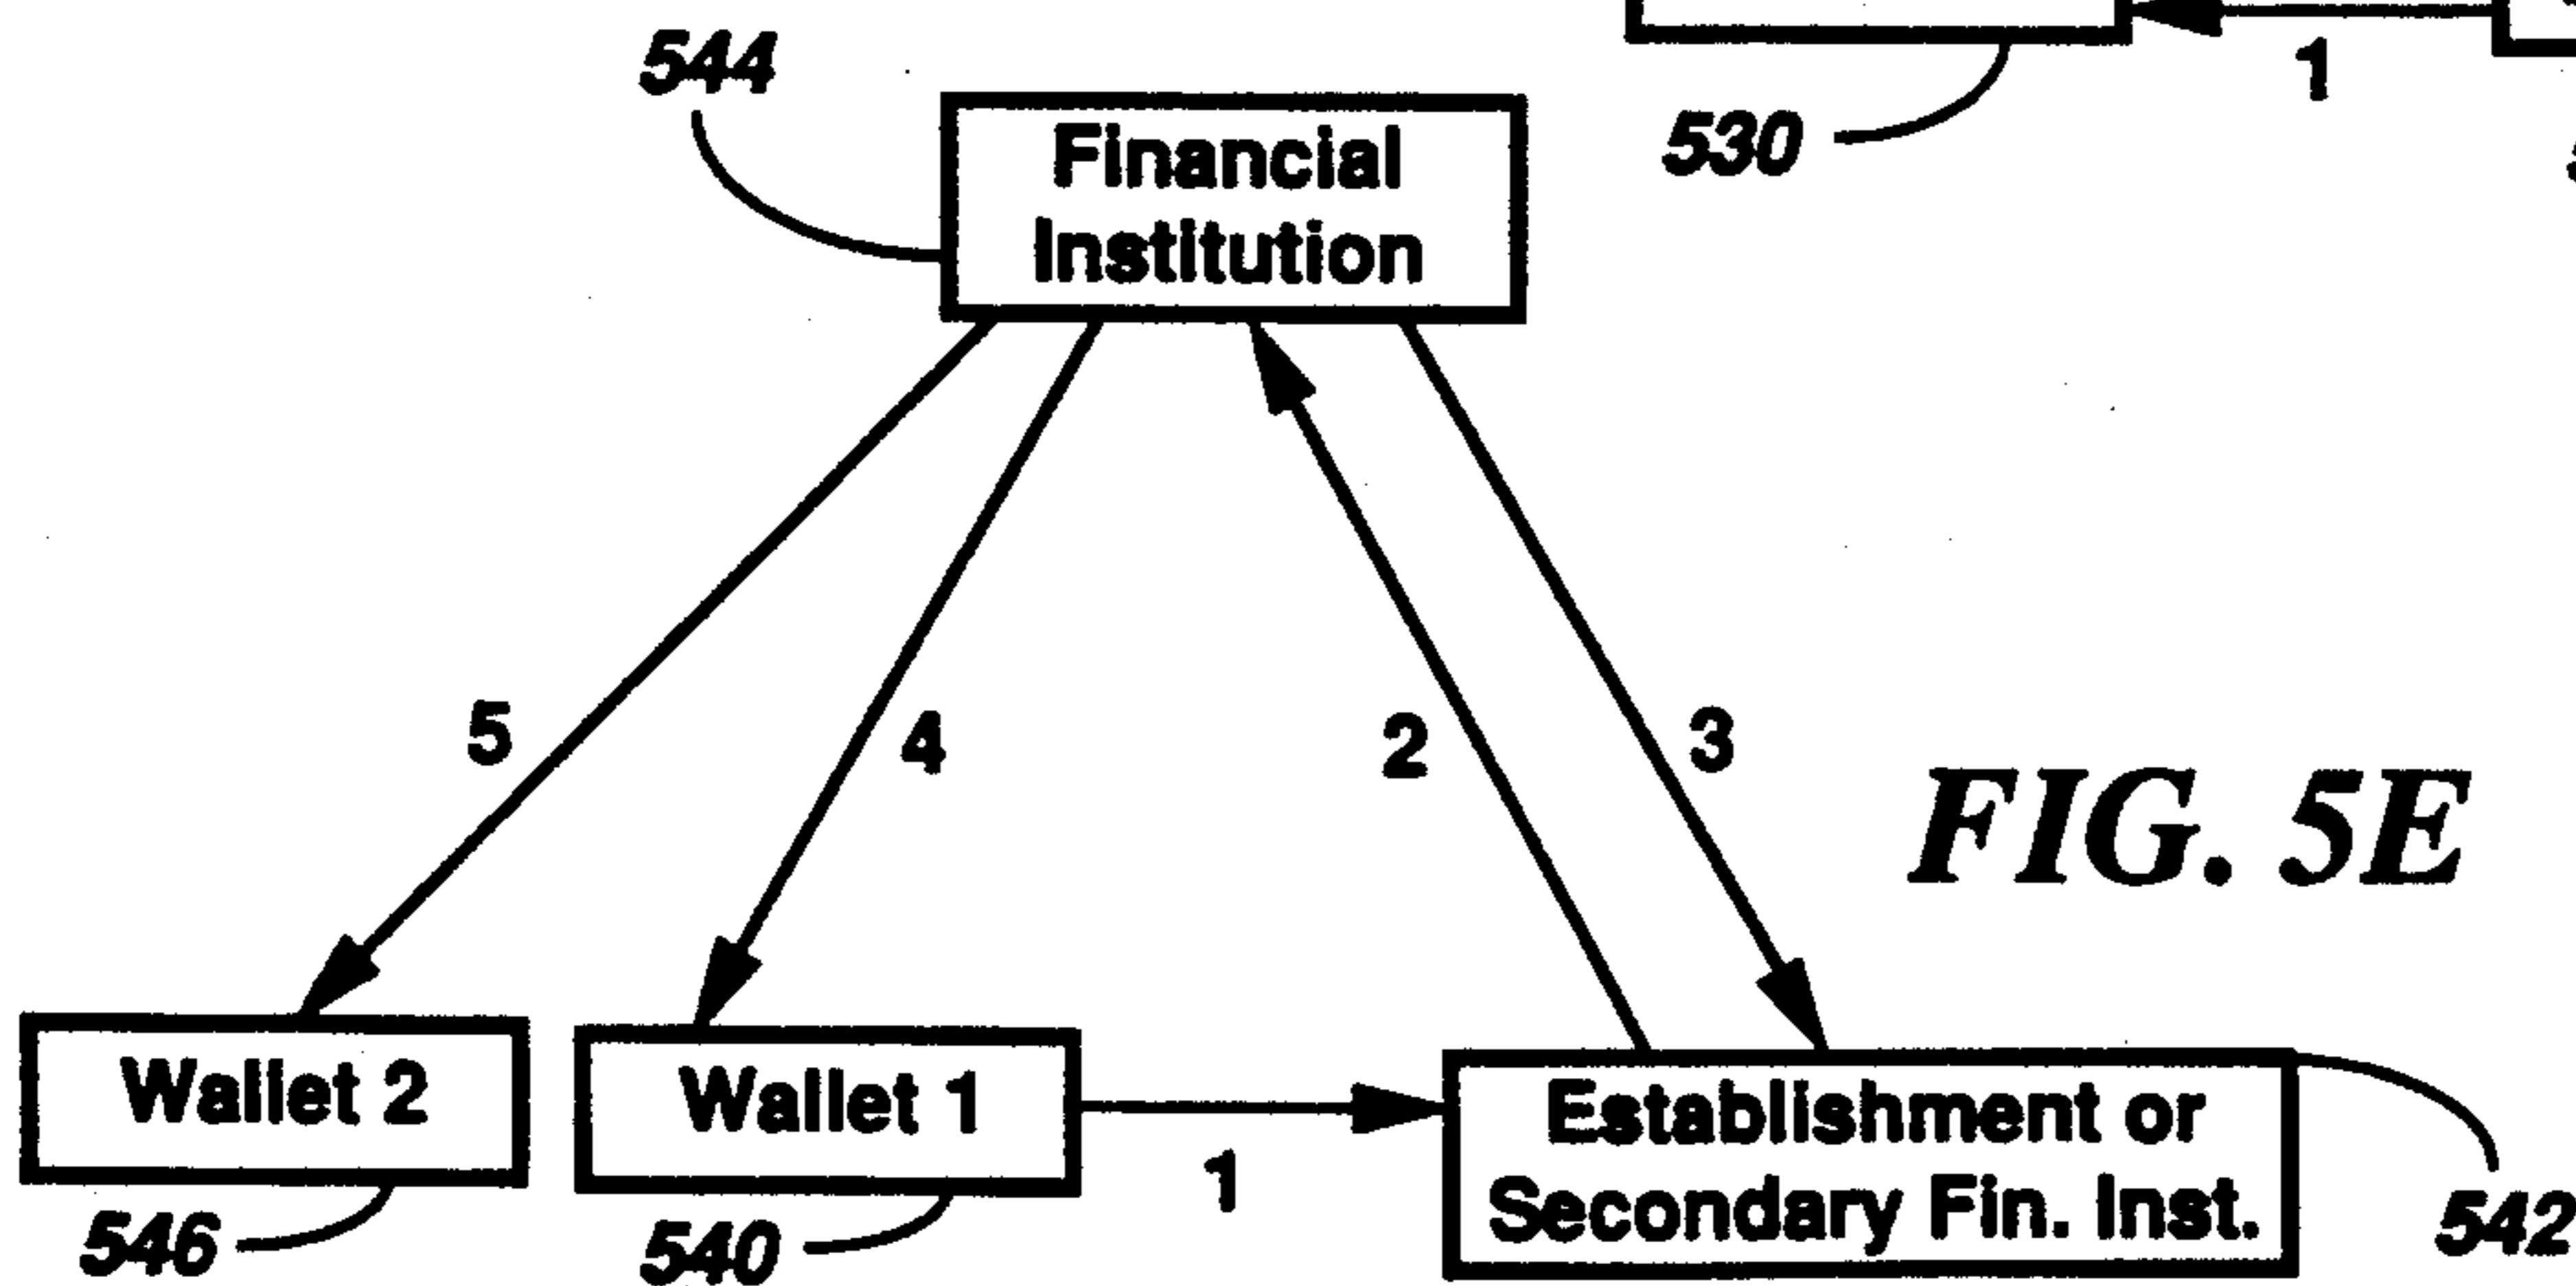 544
530
1
Financial
Institution
5
4
2
3
FIG. 5E
Wallet 2
Wallet 1
1
Establishment or
Secondary Fin. Inst.
546
540
542